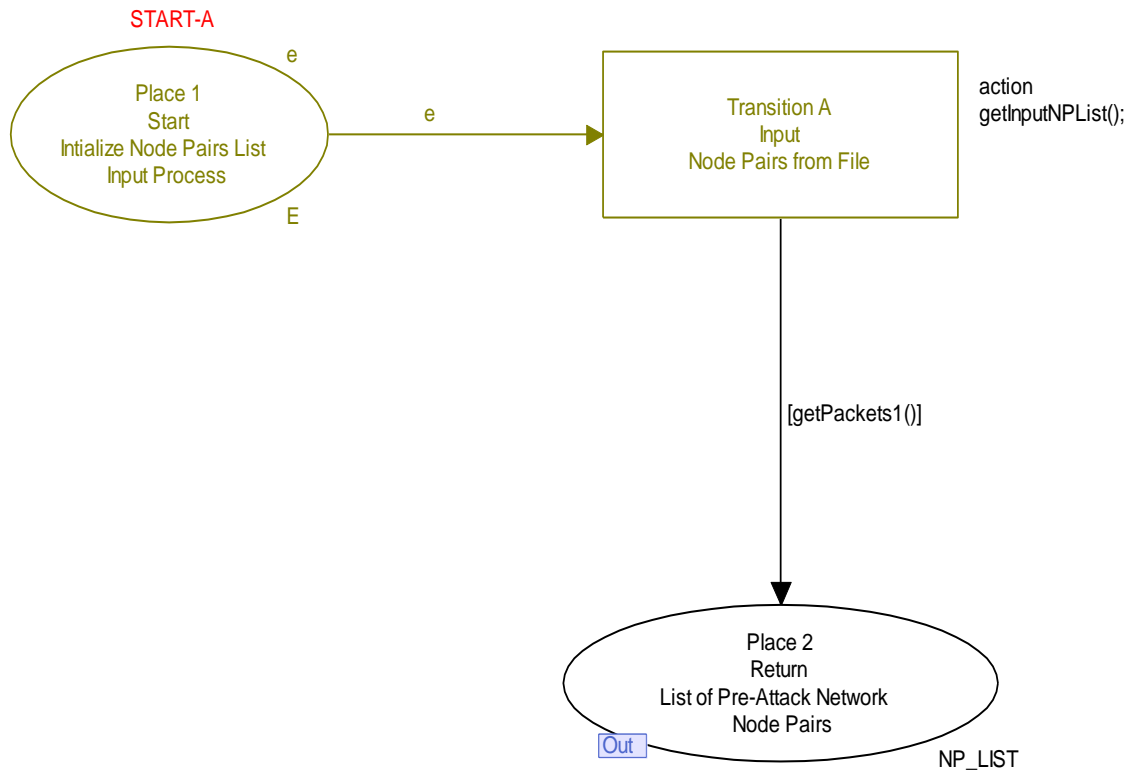 START-A
e
Place 1
Start
Intialize Node Pairs List
Input Process
E
e
Transition A
Input
Node Pairs from File
action
getInputNPList();
[getPackets1()]
Place 2
Return
List of Pre-Attack Network
Node Pairs
Out
NP_LIST